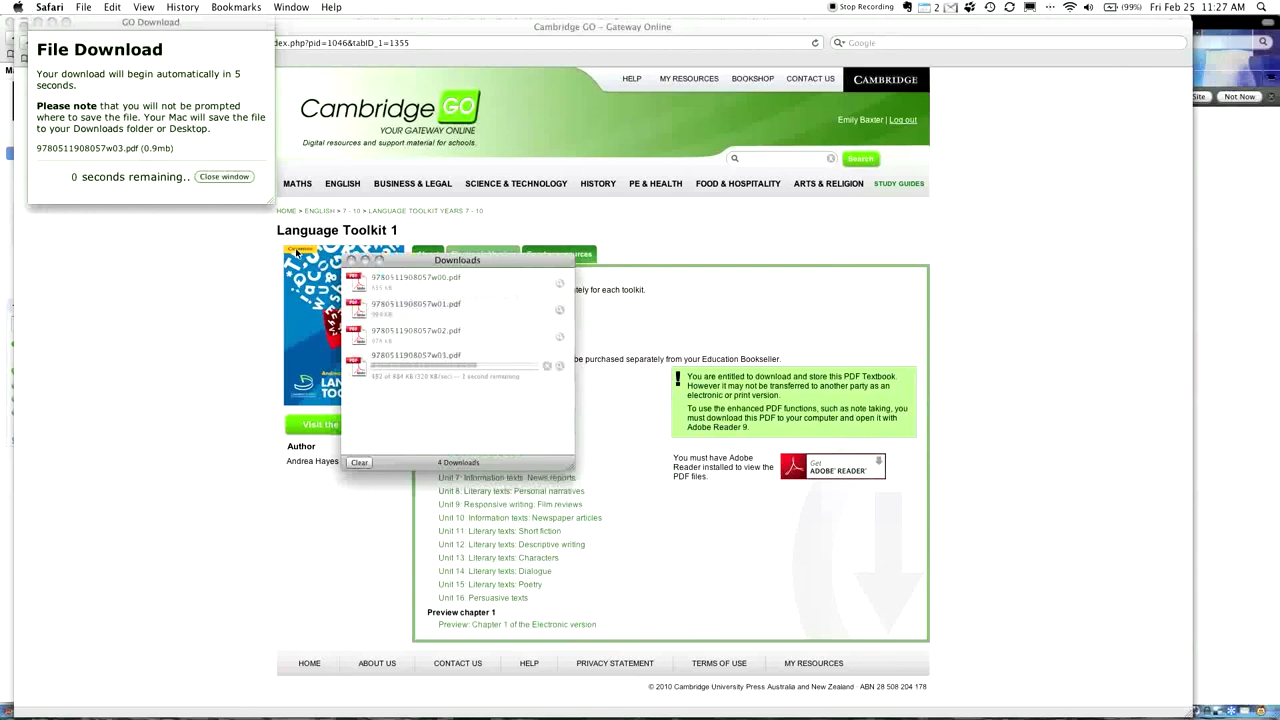 Safari File Edit View History Bookmarks Window Help
Stop Recording 2 (99%) Fri Feb 25 11:27 AM
GO Download
File Download
Your download will begin automatically in 5
seconds.
Please note that you will not be prompted
where to save the file. Your Mac will save the file
to your Downloads folder or Desktop.
9780511908057w03.pdf (0.9mb)
0 seconds remaining.. Close window
Cambridge GO – Gateway Online
dex.php?pid=1046&tabID_1=1355
Google
Site Not Now
HELP MY RESOURCES BOOKSHOP CONTACT US CAMBRIDGE
Cambridge GO
YOUR GATEWAY ONLINE
Digital resources and support material for schools.
Emily Baxter | Log out
Search
MATHS ENGLISH BUSINESS & LEGAL SCIENCE & TECHNOLOGY HISTORY PE & HEALTH FOOD & HOSPITALITY ARTS & RELIGION STUDY GUIDES
HOME > ENGLISH > 7 - 10 > LANGUAGE TOOLKIT YEARS 7 - 10
Language Toolkit 1
Downloads
9780511908057w00.pdf
9780511908057w01.pdf
9780511908057w02.pdf
9780511908057w03.pdf
Clear
4 Downloads
tely for each toolkit.
be purchased separately from your Education Bookseller.
! You are entitled to download and store this PDF Textbook.
However it may not be transferred to another party as an
electronic or print version.
To use the enhanced PDF functions, such as note taking, you
must download this PDF to your computer and open it with
Adobe Reader 9.
You must have Adobe
Reader installed to view the
PDF files.
Get
ADOBE® READER®
Visit the
Author
Andrea Hayes
Unit 7: Information texts: News reports
Unit 8: Literary texts: Personal narratives
Unit 9: Responsive writing: Film reviews
Unit 10: Information texts: Newspaper articles
Unit 11: Literary texts: Short fiction
Unit 12: Literary texts: Descriptive writing
Unit 13: Literary texts: Characters
Unit 14: Literary texts: Dialogue
Unit 15: Literary texts: Poetry
Unit 16: Persuasive texts
Preview chapter 1
Preview: Chapter 1 of the Electronic version
HOME ABOUT US CONTACT US HELP PRIVACY STATEMENT TERMS OF USE MY RESOURCES
© 2010 Cambridge University Press Australia and New Zealand · ABN 28 508 204 178